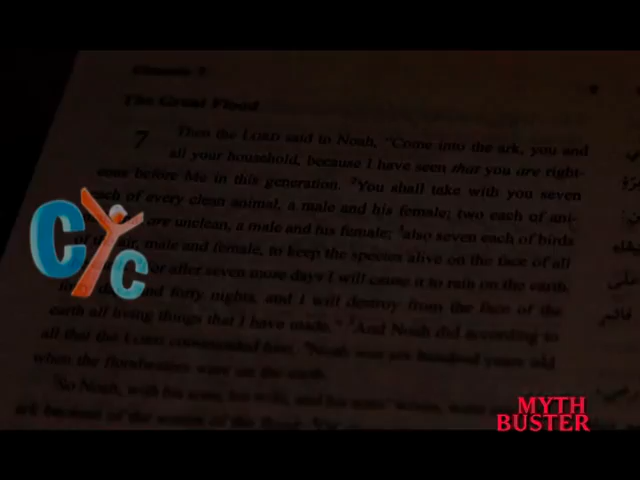 Genesis 7
The Great Flood
7 Then the LORD said to Noah, "Come into the ark, you and
all your household, because I have seen that you are right-
eous before Me in this generation. ²You shall take with you seven
each of every clean animal, a male and his female; two each of ani-
are unclean, a male and his female; ³also seven each of birds
of the air, male and female, to keep the species alive on the face of all
for after seven more days I will cause it to rain on the earth
forty days and forty nights, and I will destroy from the face of the
earth all living things that I have made." ⁵And Noah did according to
all that the LORD commanded him. ⁶Noah was six hundred years old
when the floodwaters were on the earth.
⁷So Noah, with his sons, his wife, and his sons' wives, went
ark because of the waters of the flood.
CYC
MYTH
BUSTER